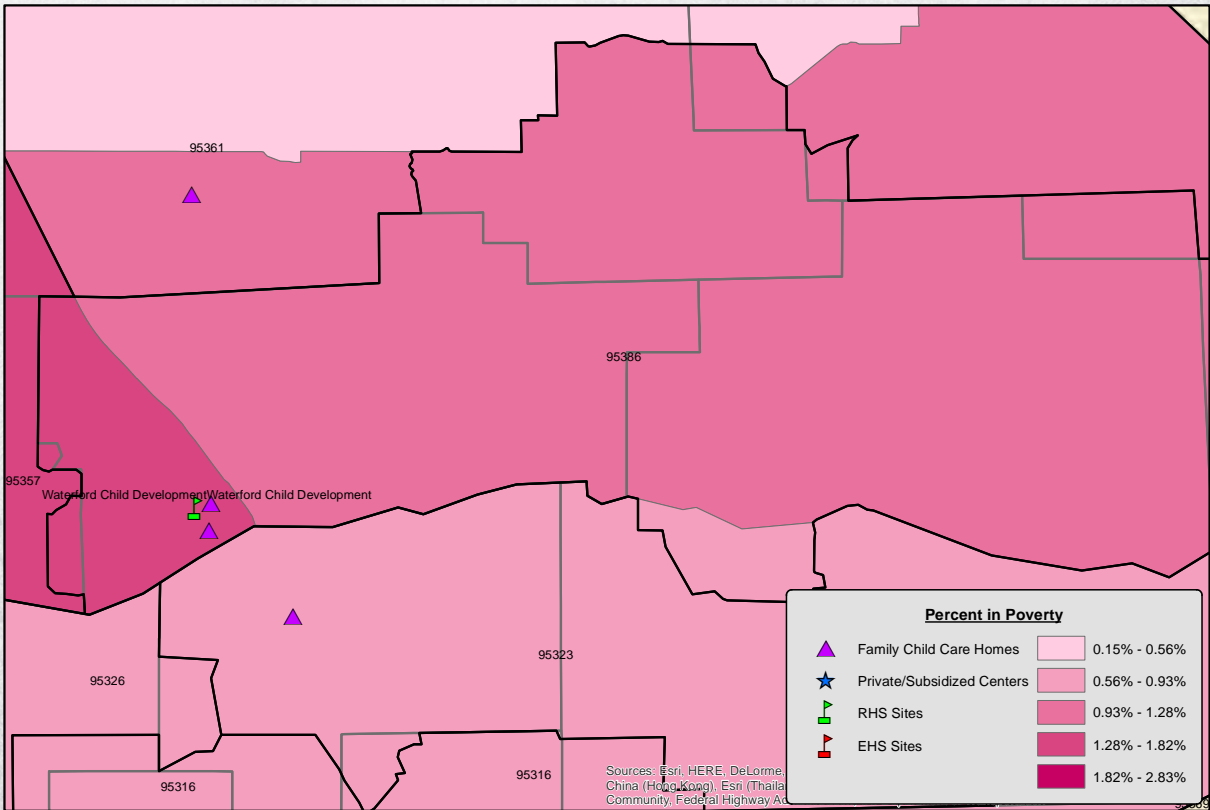 95361
95386
95357
Waterford Child DevelopmentWaterford Child Development
95323
95326
95316
95316
Percent in Poverty
Family Child Care Homes
Private/Subsidized Centers
RHS Sites
EHS Sites
0.15% - 0.56%
0.56% - 0.93%
0.93% - 1.28%
1.28% - 1.82%
1.82% - 2.83%
Sources: Esri, HERE, DeLorme,
China (Hong Kong), Esri (Thaila
Community, Federal Highway Ad